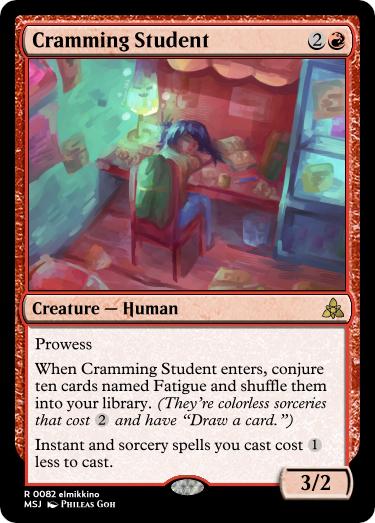 Cramming Student 2
Creature — Human
Prowess
When Cramming Student enters, conjure
ten cards named Fatigue and shuffle them
into your library. (They're colorless sorceries
that cost 2 and have “Draw a card.”)
Instant and sorcery spells you cast cost 1
less to cast.
3/2
R 0082 elmikkino
MSJ Phileas Goh